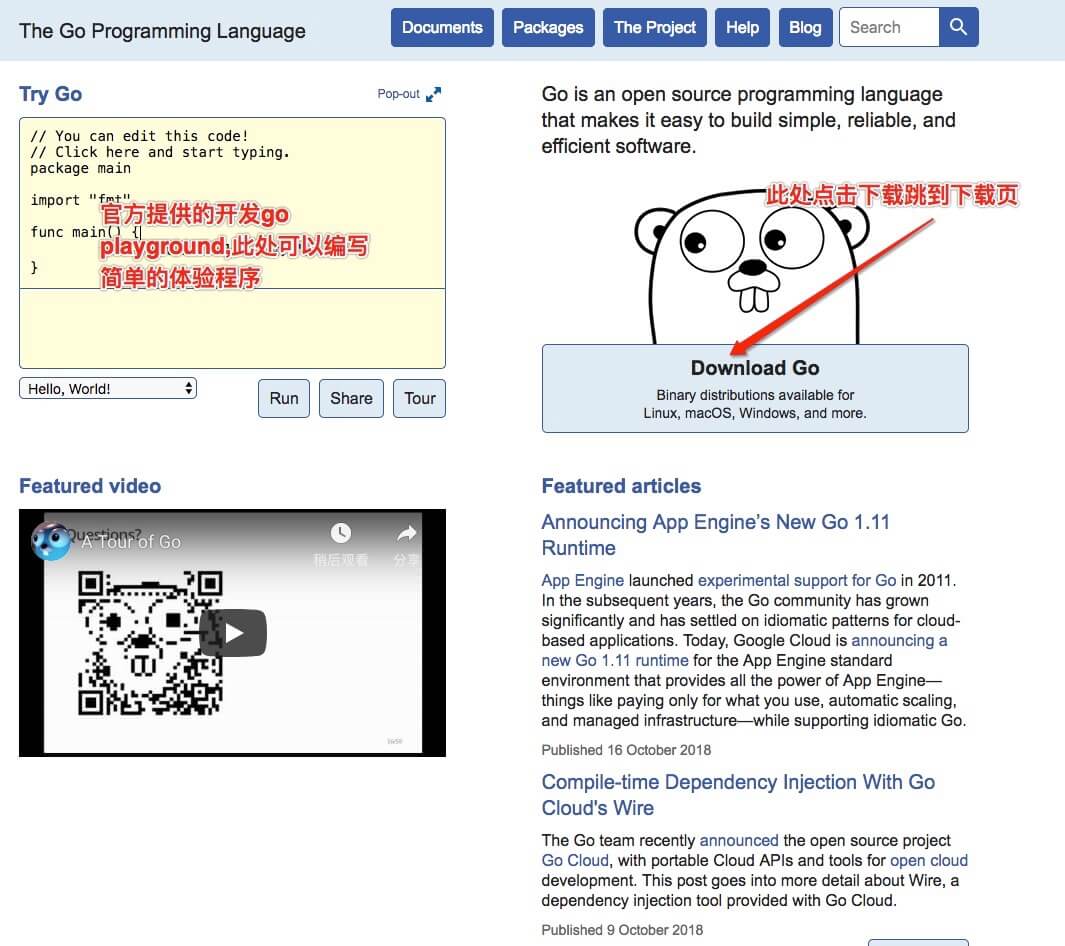 The Go Programming Language
Documents
Packages
The Project
Help
Blog
Search
Try Go
Pop-out
// You can edit this code!
// Click here and start typing.
package main
import "fmt"
func main() {
}
官方提供的开发go
playground,此处可以编写
简单的体验程序
Hello, World!
Run
Share
Tour
Go is an open source programming language
that makes it easy to build simple, reliable, and
efficient software.
此处点击下载跳到下载页
Download Go
Binary distributions available for
Linux, macOS, Windows, and more.
Featured video
Questions?
A Tour of Go
稍后观看
分享
Featured articles
Announcing App Engine’s New Go 1.11
Runtime
App Engine launched experimental support for Go in 2011.
In the subsequent years, the Go community has grown
significantly and has settled on idiomatic patterns for cloud-
based applications. Today, Google Cloud is announcing a
new Go 1.11 runtime for the App Engine standard
environment that provides all the power of App Engine—
things like paying only for what you use, automatic scaling,
and managed infrastructure—while supporting idiomatic Go.
Published 16 October 2018
Compile-time Dependency Injection With Go
Cloud's Wire
The Go team recently announced the open source project
Go Cloud, with portable Cloud APIs and tools for open cloud
development. This post goes into more detail about Wire, a
dependency injection tool provided with Go Cloud.
Published 9 October 2018